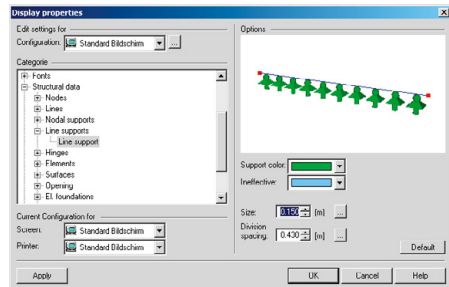 Display properties
Edit settings for
Configuration: Standard Bildschirm ...
Categorie
Fonts
Structural data
Nodes
Lines
Nodal supports
Line supports
Line support
Hinges
Elements
Surfaces
Opening
El. foundations
Current Configuration for
Screen: Standard Bildschirm
Printer: Standard Bildschirm
Options
Support color:
Ineffective:
Size: 0.150 [m] ...
Division
spacing: 0.430 [m] ...
Default
Apply
OK
Cancel
Help